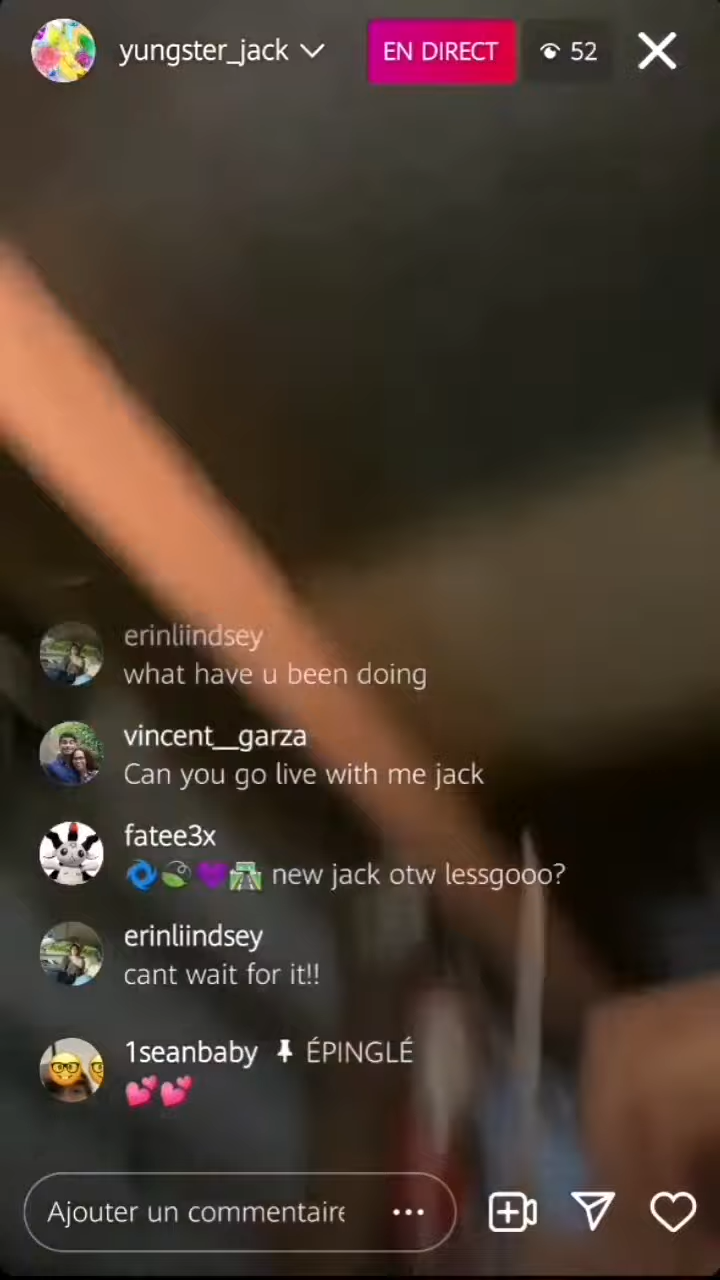 yungster_jack EN DIRECT 52
erinliindsey
what have u been doing
vincent__garza
Can you go live with me jack
fatee3x
🌀🍃💜🛣️ new jack otw lessgooo?
erinliindsey
cant wait for it!!
1seanbaby 📌 ÉPINGLÉ
💕💕
Ajouter un commentaire